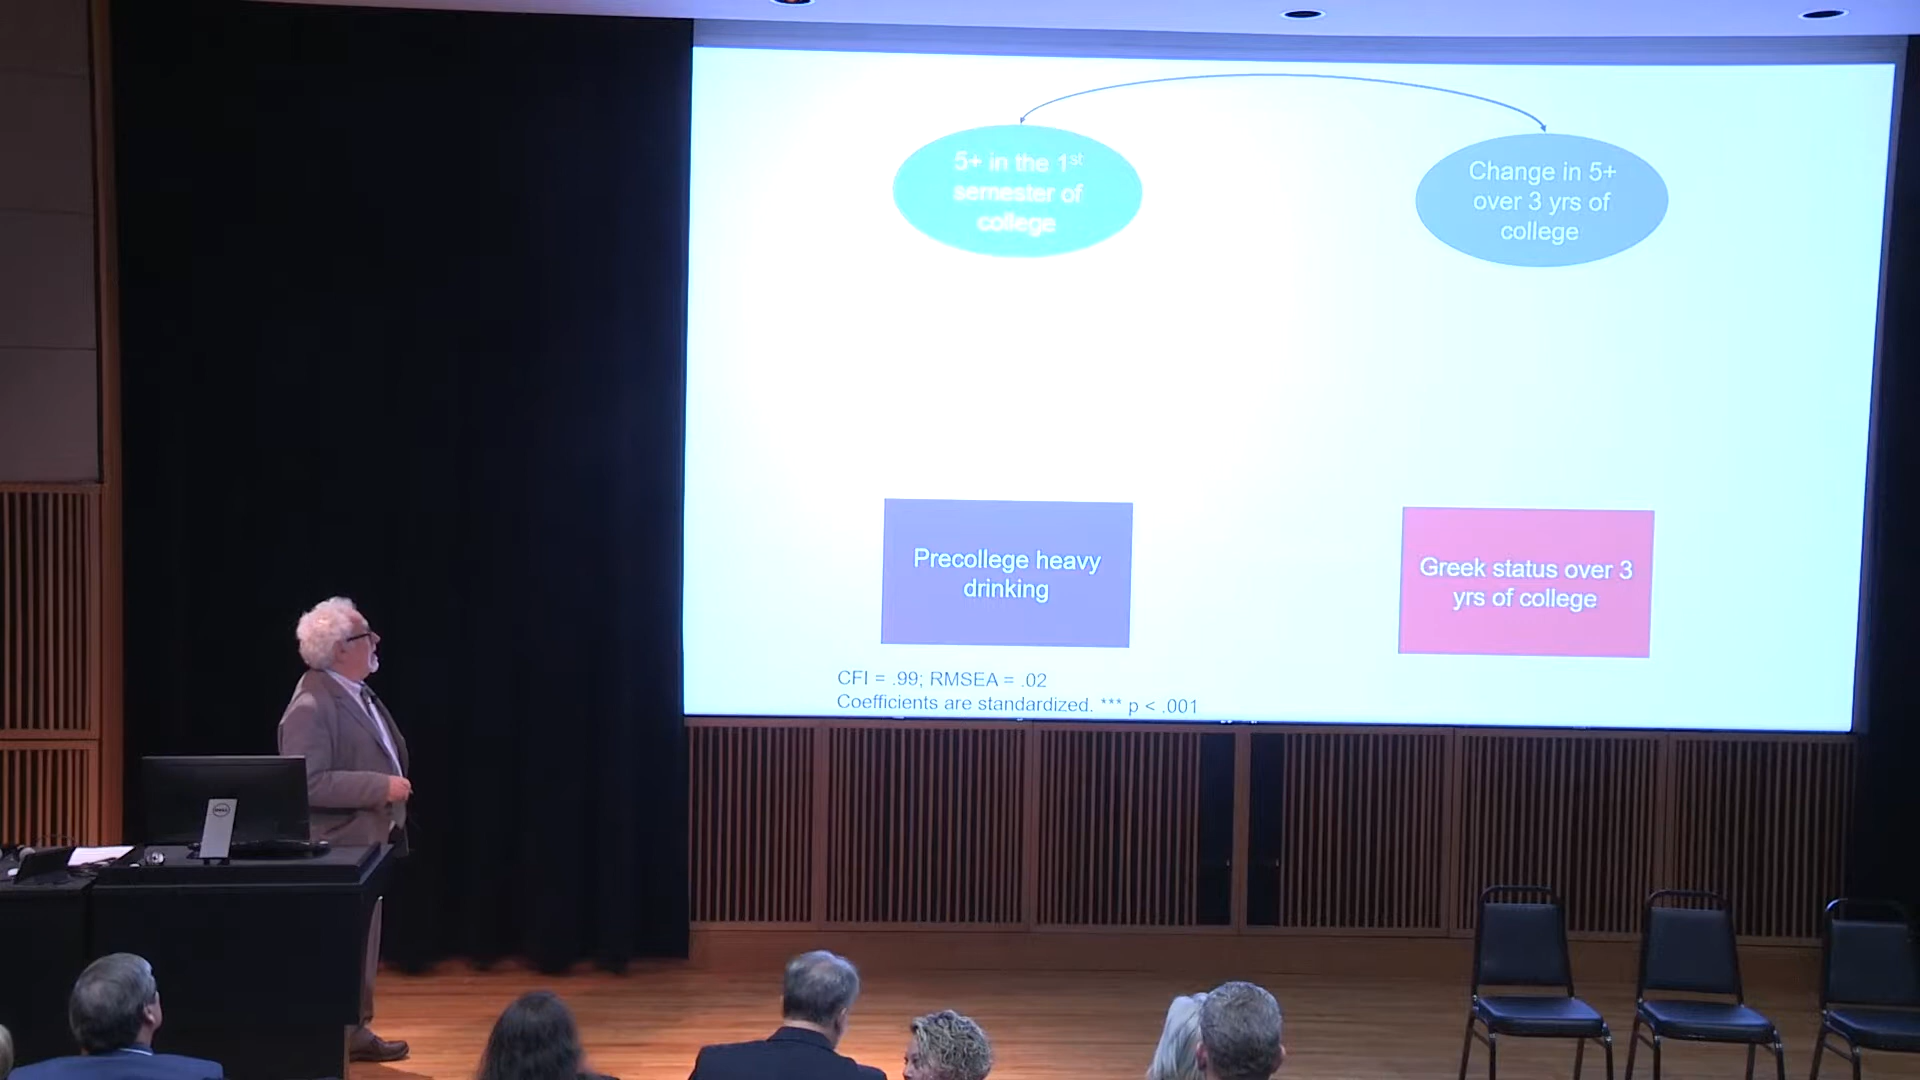 5+ in the 1st
semester of
college
Change in 5+
over 3 yrs of
college
Precollege heavy
drinking
Greek status over 3
yrs of college
CFI = .99; RMSEA = .02
Coefficients are standardized. *** p < .001
DELL